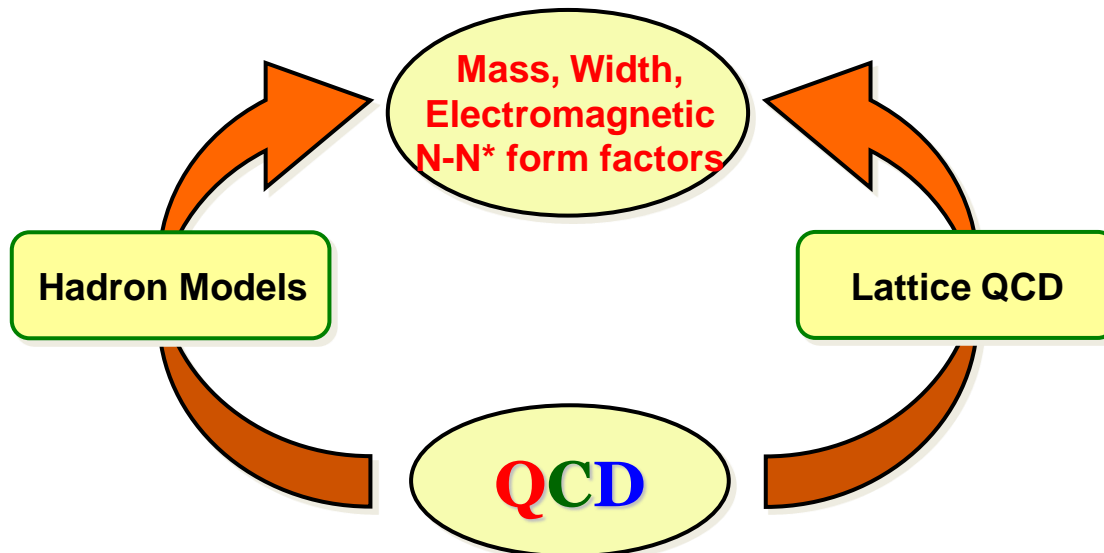 Mass, Width,
Electromagnetic
N-N* form factors
Hadron Models
Lattice QCD
QCD